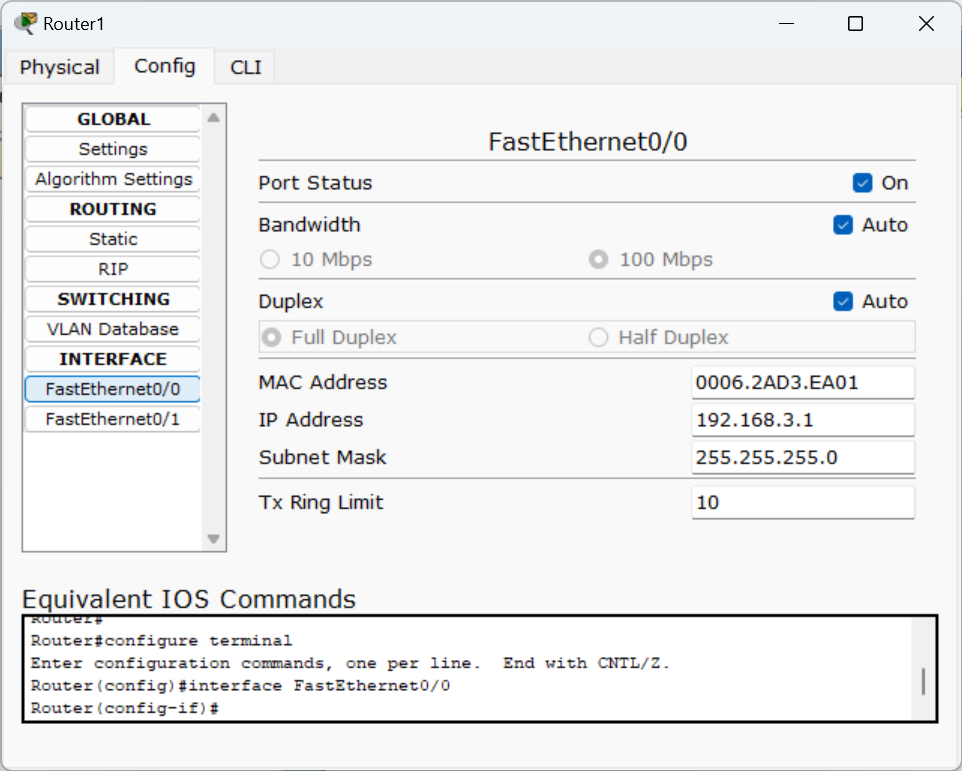 Router1
Physical Config CLI
GLOBAL
Settings
Algorithm Settings
ROUTING
Static
RIP
SWITCHING
VLAN Database
INTERFACE
FastEthernet0/0
FastEthernet0/1
FastEthernet0/0
Port Status On
Bandwidth Auto
10 Mbps 100 Mbps
Duplex Auto
Full Duplex Half Duplex
MAC Address 0006.2AD3.EA01
IP Address 192.168.3.1
Subnet Mask 255.255.255.0
Tx Ring Limit 10
Equivalent IOS Commands
Router#
Router#configure terminal
Enter configuration commands, one per line.  End with CNTL/Z.
Router(config)#interface FastEthernet0/0
Router(config-if)#